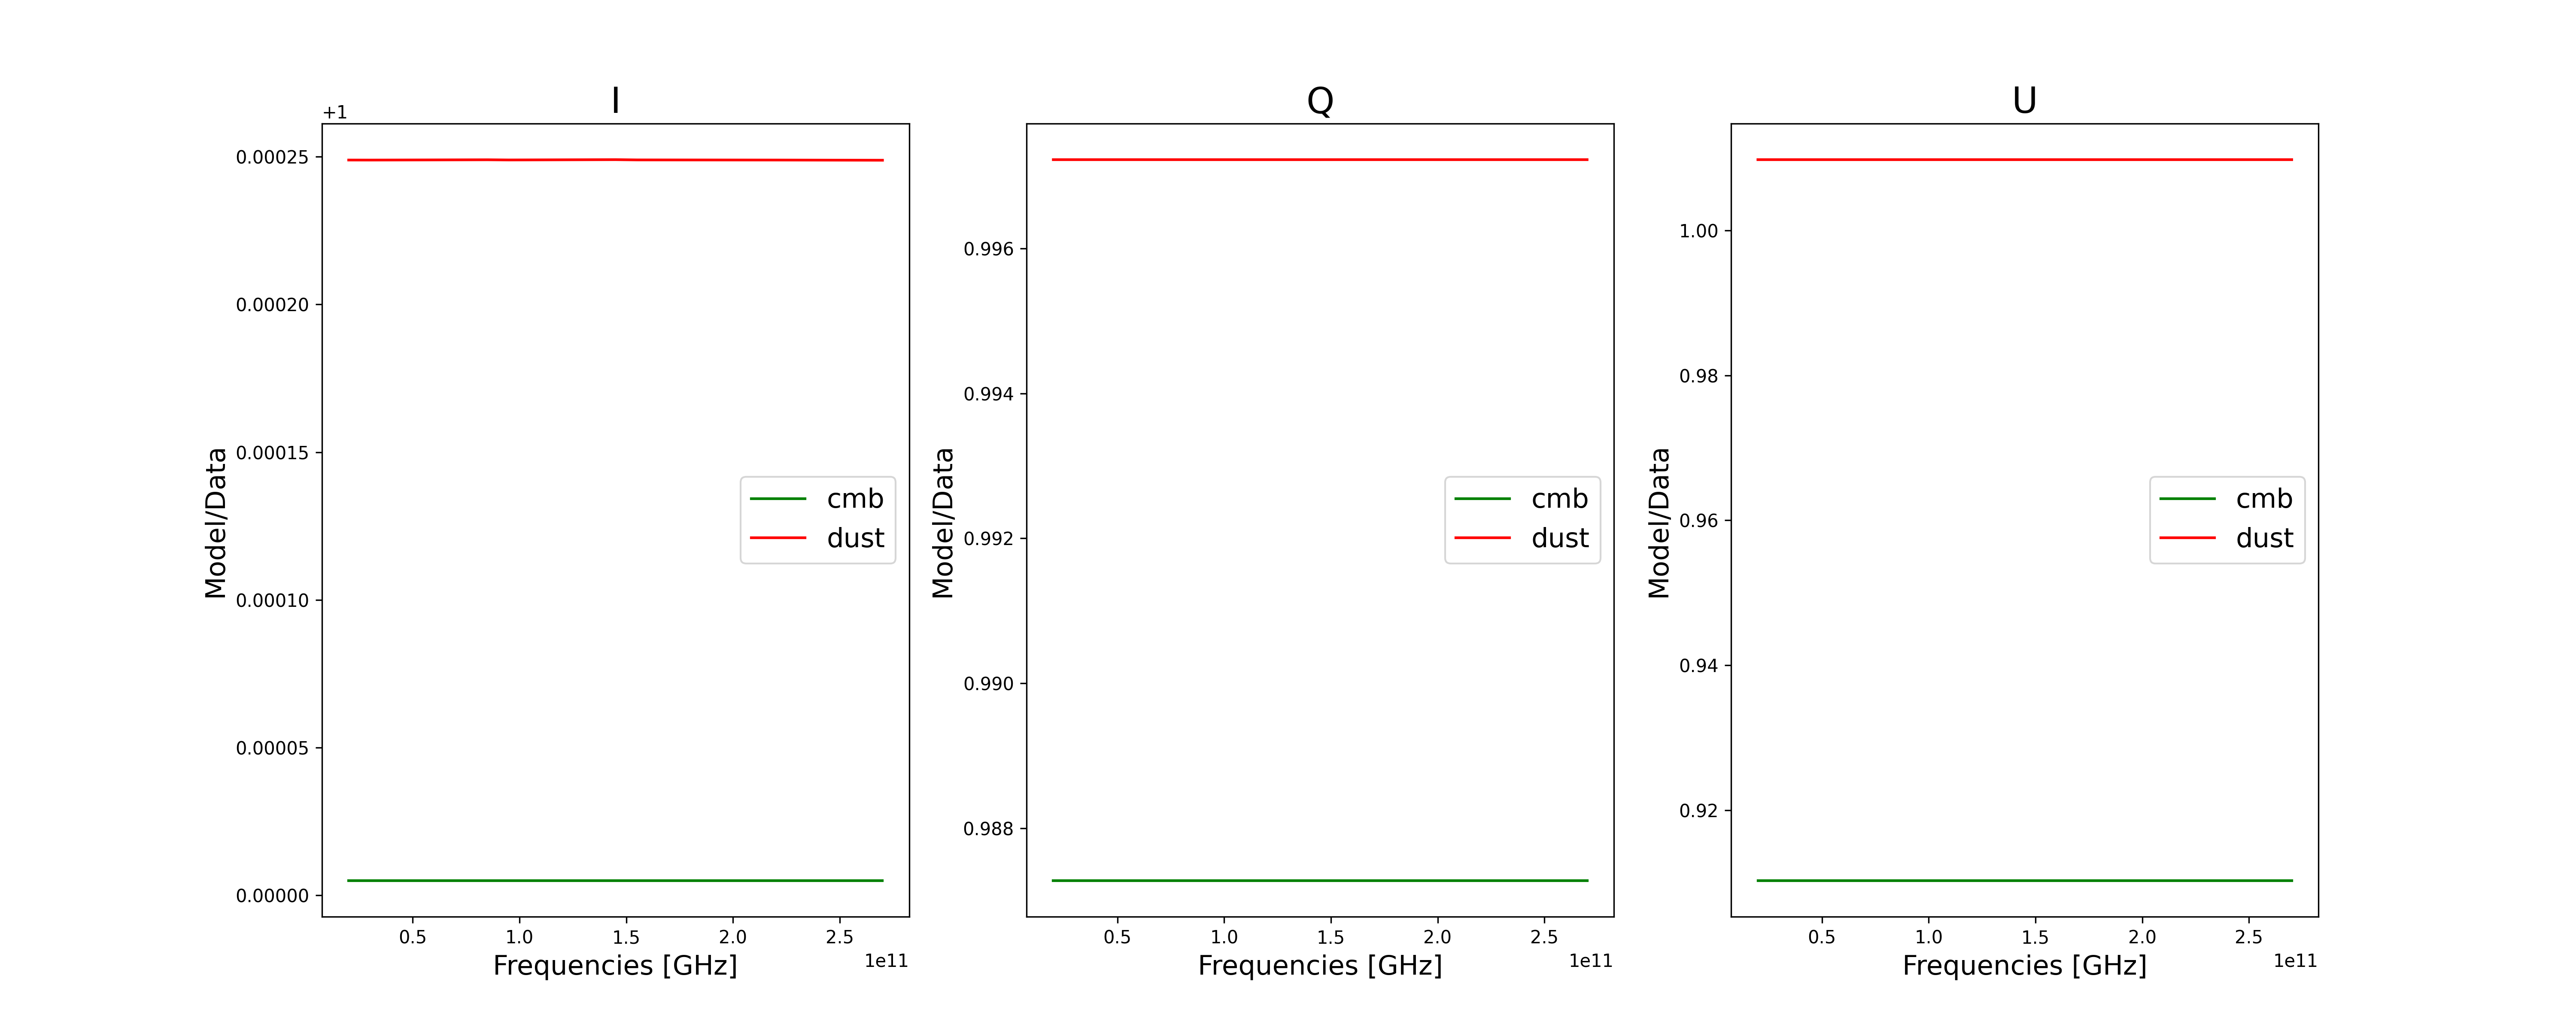 I
+1
0.00025
0.00020
0.00015
0.00010
0.00005
0.00000
Model/Data
cmb
dust
0.5 1.0 1.5 2.0 2.5
1e11
Frequencies [GHz]
Q
0.996
0.994
0.992
0.990
0.988
Model/Data
cmb
dust
0.5 1.0 1.5 2.0 2.5
1e11
Frequencies [GHz]
U
1.00
0.98
0.96
0.94
0.92
Model/Data
cmb
dust
0.5 1.0 1.5 2.0 2.5
1e11
Frequencies [GHz]